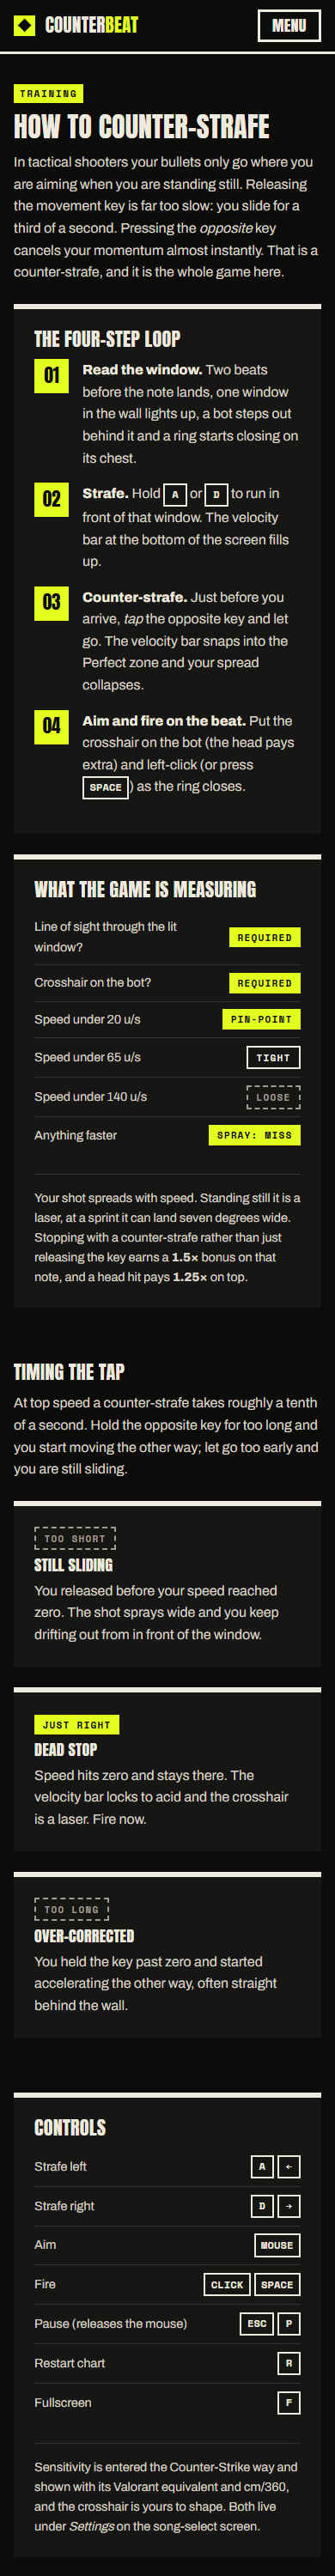 COUNTERBEAT
MENU
TRAINING
HOW TO COUNTER-STRAFE
In tactical shooters your bullets only go where you
are aiming when you are standing still. Releasing
the movement key is far too slow: you slide for a
third of a second. Pressing the opposite key
cancels your momentum almost instantly. That is a
counter-strafe, and it is the whole game here.
THE FOUR-STEP LOOP
01 Read the window. Two beats
before the note lands, one window
in the wall lights up, a bot steps out
behind it and a ring starts closing on
its chest.
02 Strafe. Hold A or D to run in
front of that window. The velocity
bar at the bottom of the screen fills
up.
03 Counter-strafe. Just before you
arrive, tap the opposite key and let
go. The velocity bar snaps into the
Perfect zone and your spread
collapses.
04 Aim and fire on the beat. Put the
crosshair on the bot (the head pays
extra) and left-click (or press
SPACE) as the ring closes.
WHAT THE GAME IS MEASURING
Line of sight through the lit
window?
REQUIRED
Crosshair on the bot? REQUIRED
Speed under 20 u/s PIN-POINT
Speed under 65 u/s TIGHT
Speed under 140 u/s LOOSE
Anything faster SPRAY: MISS
Your shot spreads with speed. Standing still it is a
laser, at a sprint it can land seven degrees wide.
Stopping with a counter-strafe rather than just
releasing the key earns a 1.5× bonus on that
note, and a head hit pays 1.25× on top.
TIMING THE TAP
At top speed a counter-strafe takes roughly a tenth
of a second. Hold the opposite key for too long and
you start moving the other way; let go too early and
you are still sliding.
TOO SHORT
STILL SLIDING
You released before your speed reached
zero. The shot sprays wide and you keep
drifting out from in front of the window.
JUST RIGHT
DEAD STOP
Speed hits zero and stays there. The
velocity bar locks to acid and the crosshair
is a laser. Fire now.
TOO LONG
OVER-CORRECTED
You held the key past zero and started
accelerating the other way, often straight
behind the wall.
CONTROLS
Strafe left A ←
Strafe right D →
Aim MOUSE
Fire CLICK SPACE
Pause (releases the mouse) ESC P
Restart chart R
Fullscreen F
Sensitivity is entered the Counter-Strike way and
shown with its Valorant equivalent and cm/360,
and the crosshair is yours to shape. Both live
under Settings on the song-select screen.